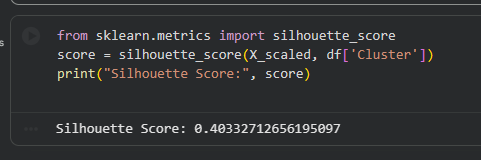 from sklearn.metrics import silhouette_score
score = silhouette_score(X_scaled, df['Cluster'])
print("Silhouette Score:", score)
Silhouette Score: 0.40332712656195097